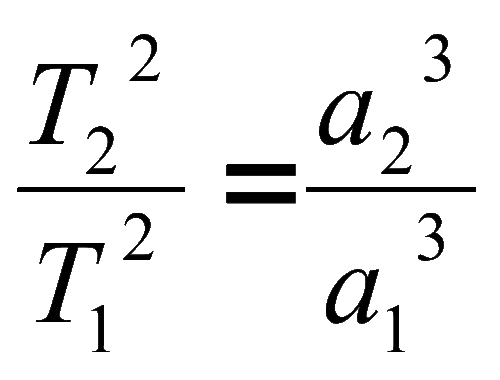 T₂² / T₁² = a₂³ / a₁³